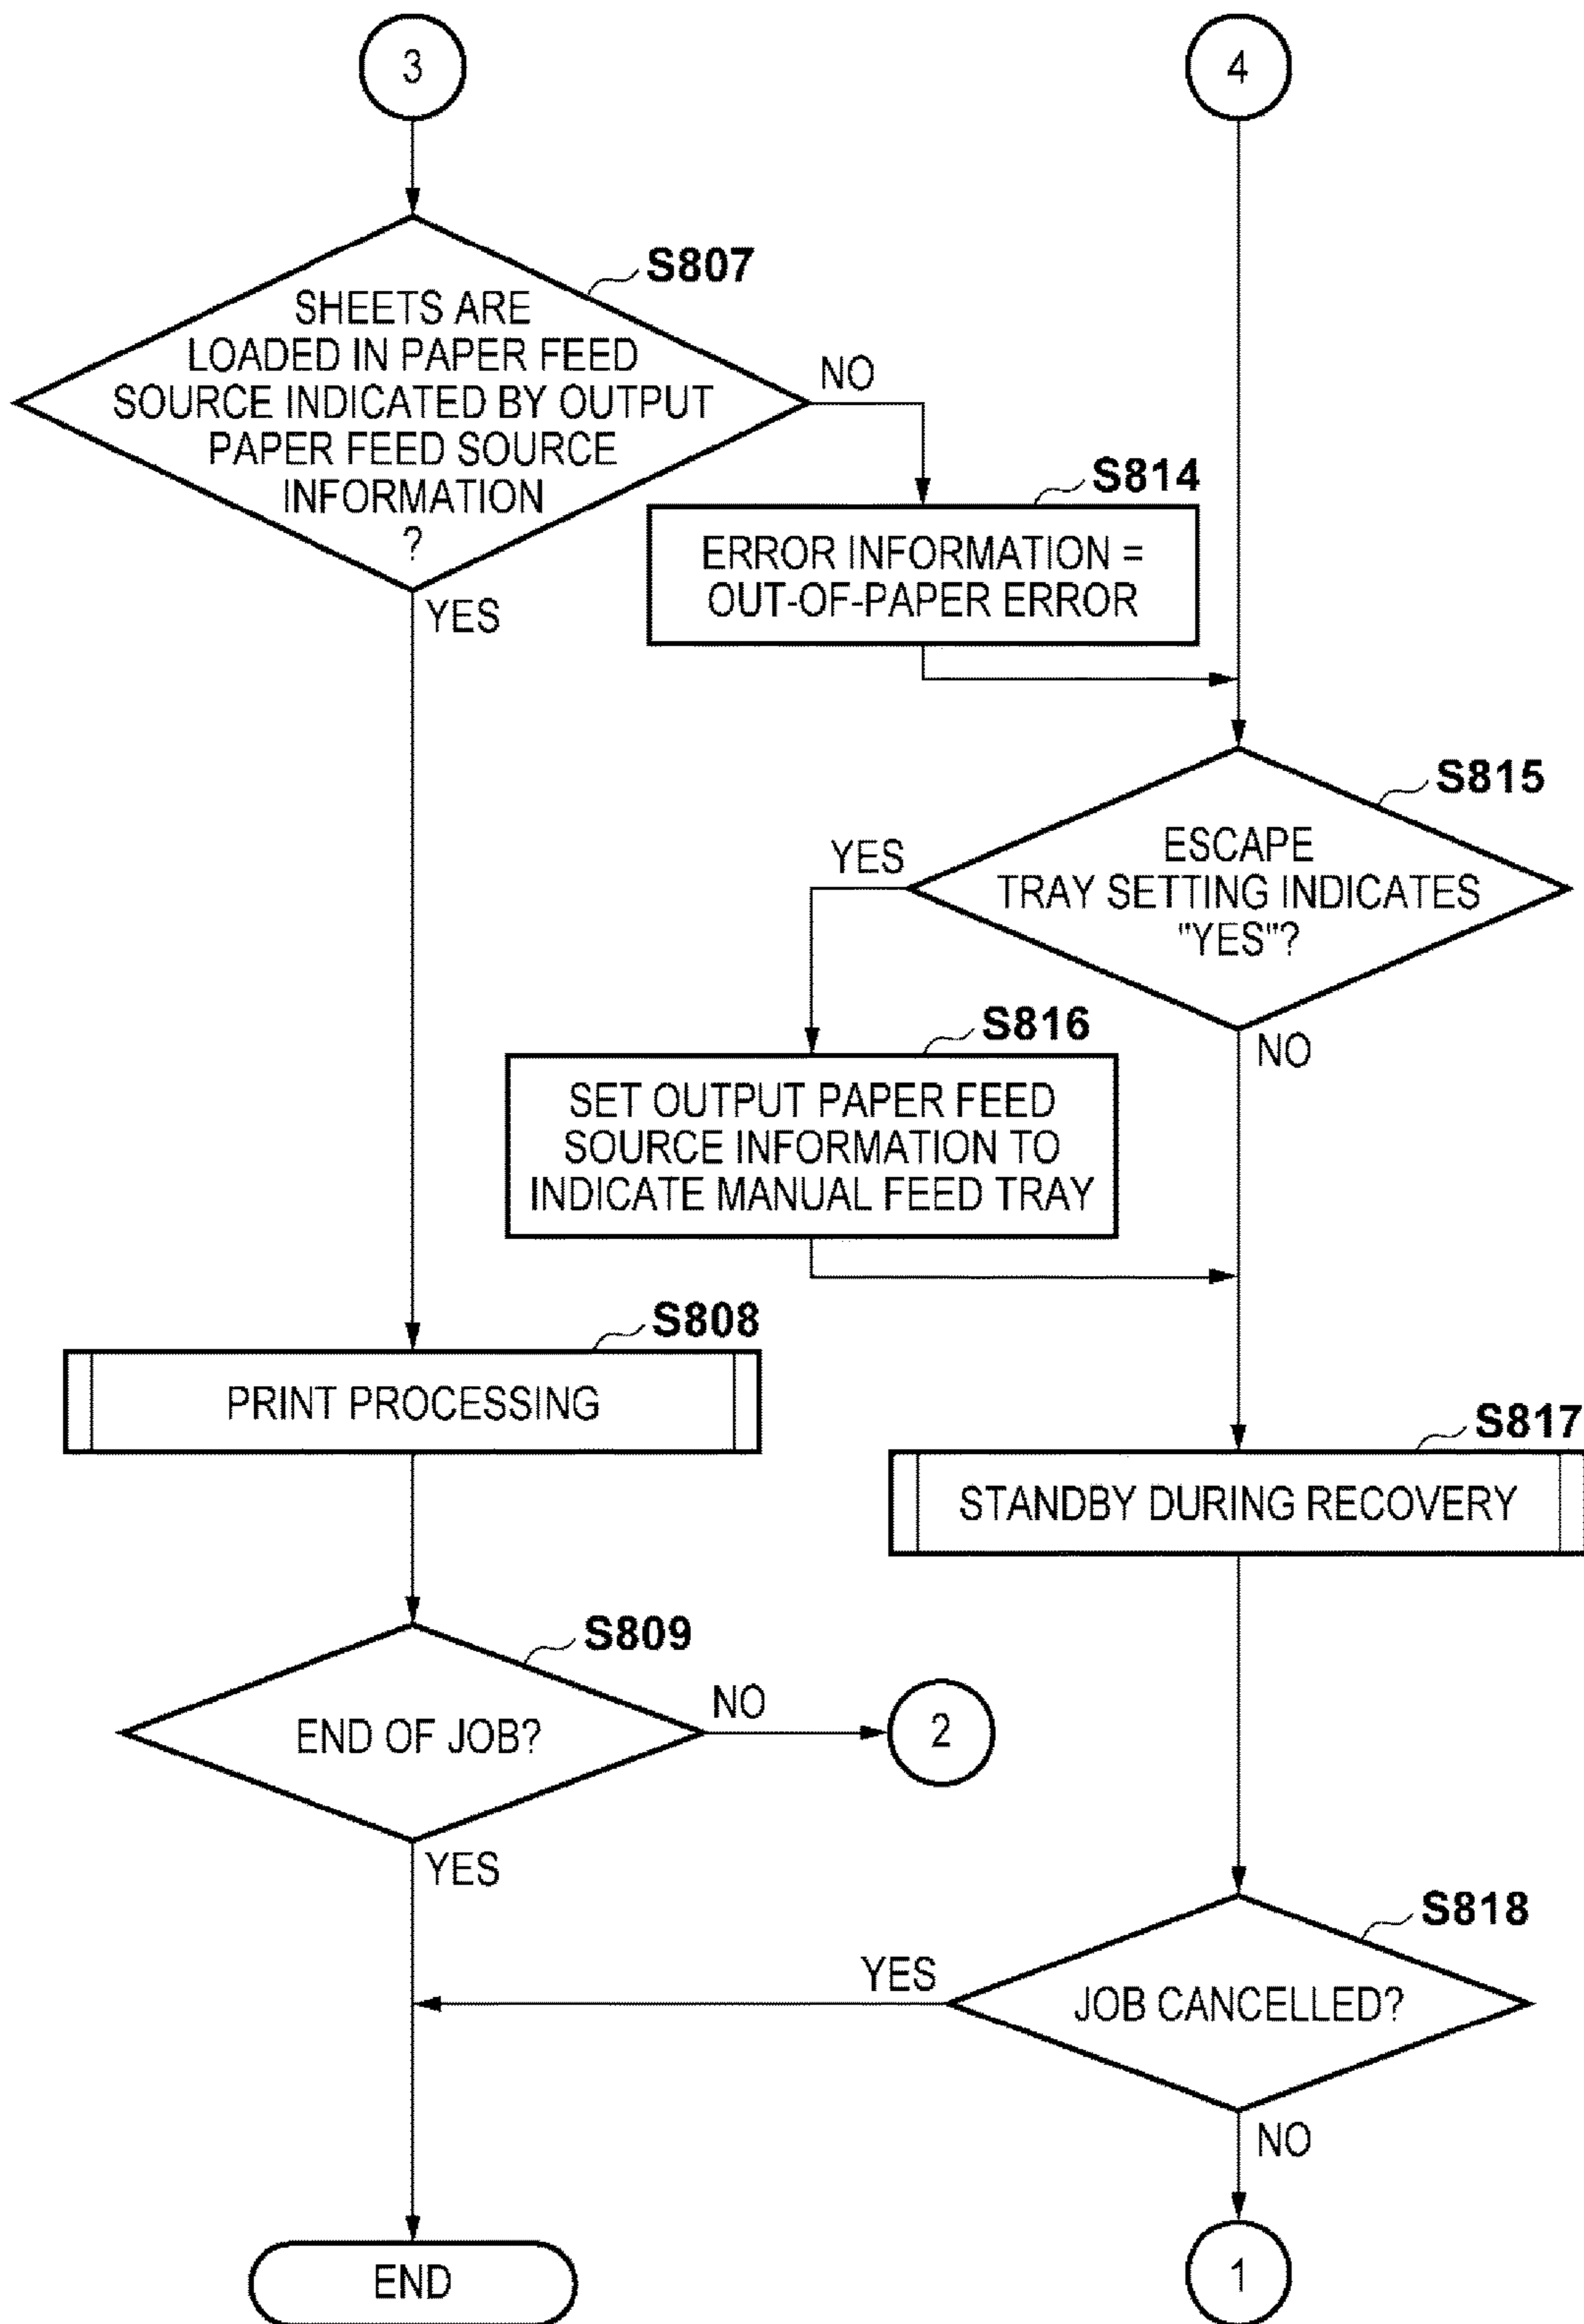 3
4
S807
SHEETS ARE
LOADED IN PAPER FEED
SOURCE INDICATED BY OUTPUT
PAPER FEED SOURCE
INFORMATION
?
NO
YES
S814
ERROR INFORMATION =
OUT-OF-PAPER ERROR
S815
ESCAPE
TRAY SETTING INDICATES
"YES"?
YES
NO
S816
SET OUTPUT PAPER FEED
SOURCE INFORMATION TO
INDICATE MANUAL FEED TRAY
S808
PRINT PROCESSING
S817
STANDBY DURING RECOVERY
S809
END OF JOB?
NO
2
YES
S818
JOB CANCELLED?
YES
NO
END
1